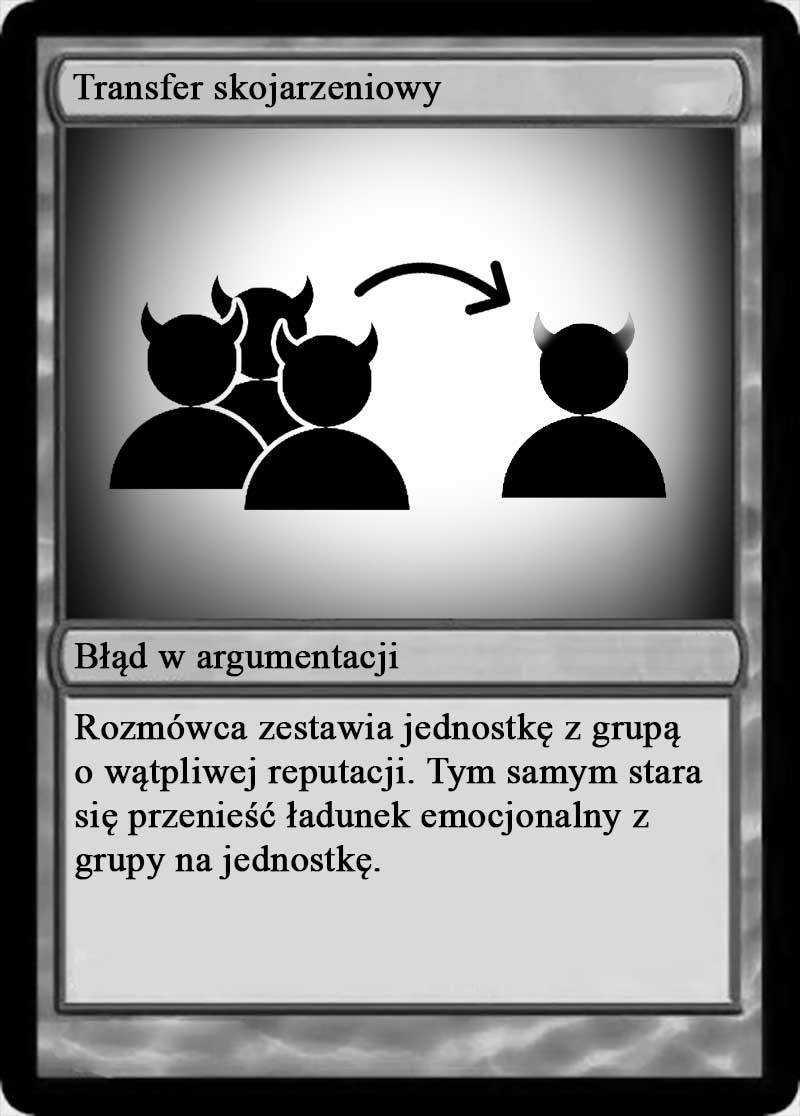 Transfer skojarzeniowy
Błąd w argumentacji
Rozmówca zestawia jednostkę z grupą
o wątpliwej reputacji. Tym samym stara
się przenieść ładunek emocjonalny z
grupy na jednostkę.